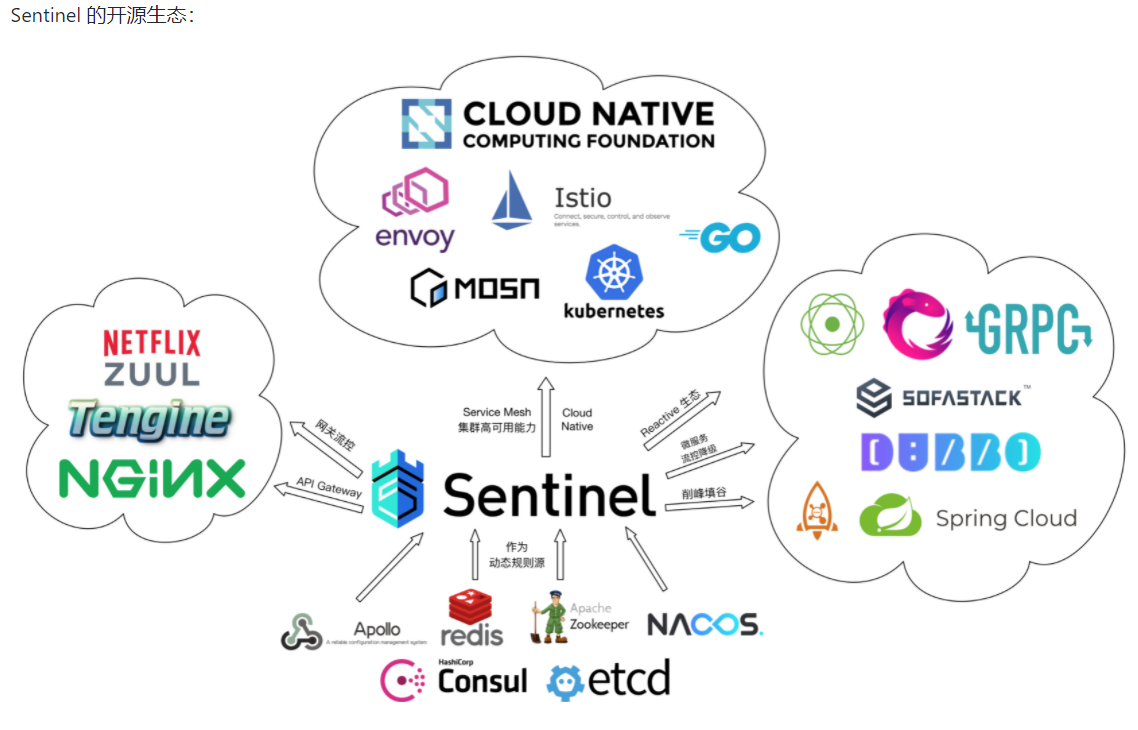 Sentinel 的开源生态：
CLOUD NATIVE
COMPUTING FOUNDATION
envoy
Istio
Connect, secure, control, and observe
services.
GO
MOSN
kubernetes
NETFLIX
ZUUL
Tengine
NGINX
网关流控
API Gateway
Service Mesh
集群高可用能力
Cloud
Native
Reactive 生态
微服务
流控降级
削峰填谷
GRPC
SOFASTACK™
DUBBO
Spring Cloud
Sentinel
作为
动态规则源
Apollo
A reliable configuration management system
redis
Apache
Zookeeper
NACOS.
HashiCorp
Consul
etcd